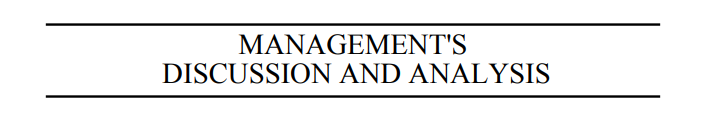 MANAGEMENT'S
DISCUSSION AND ANALYSIS